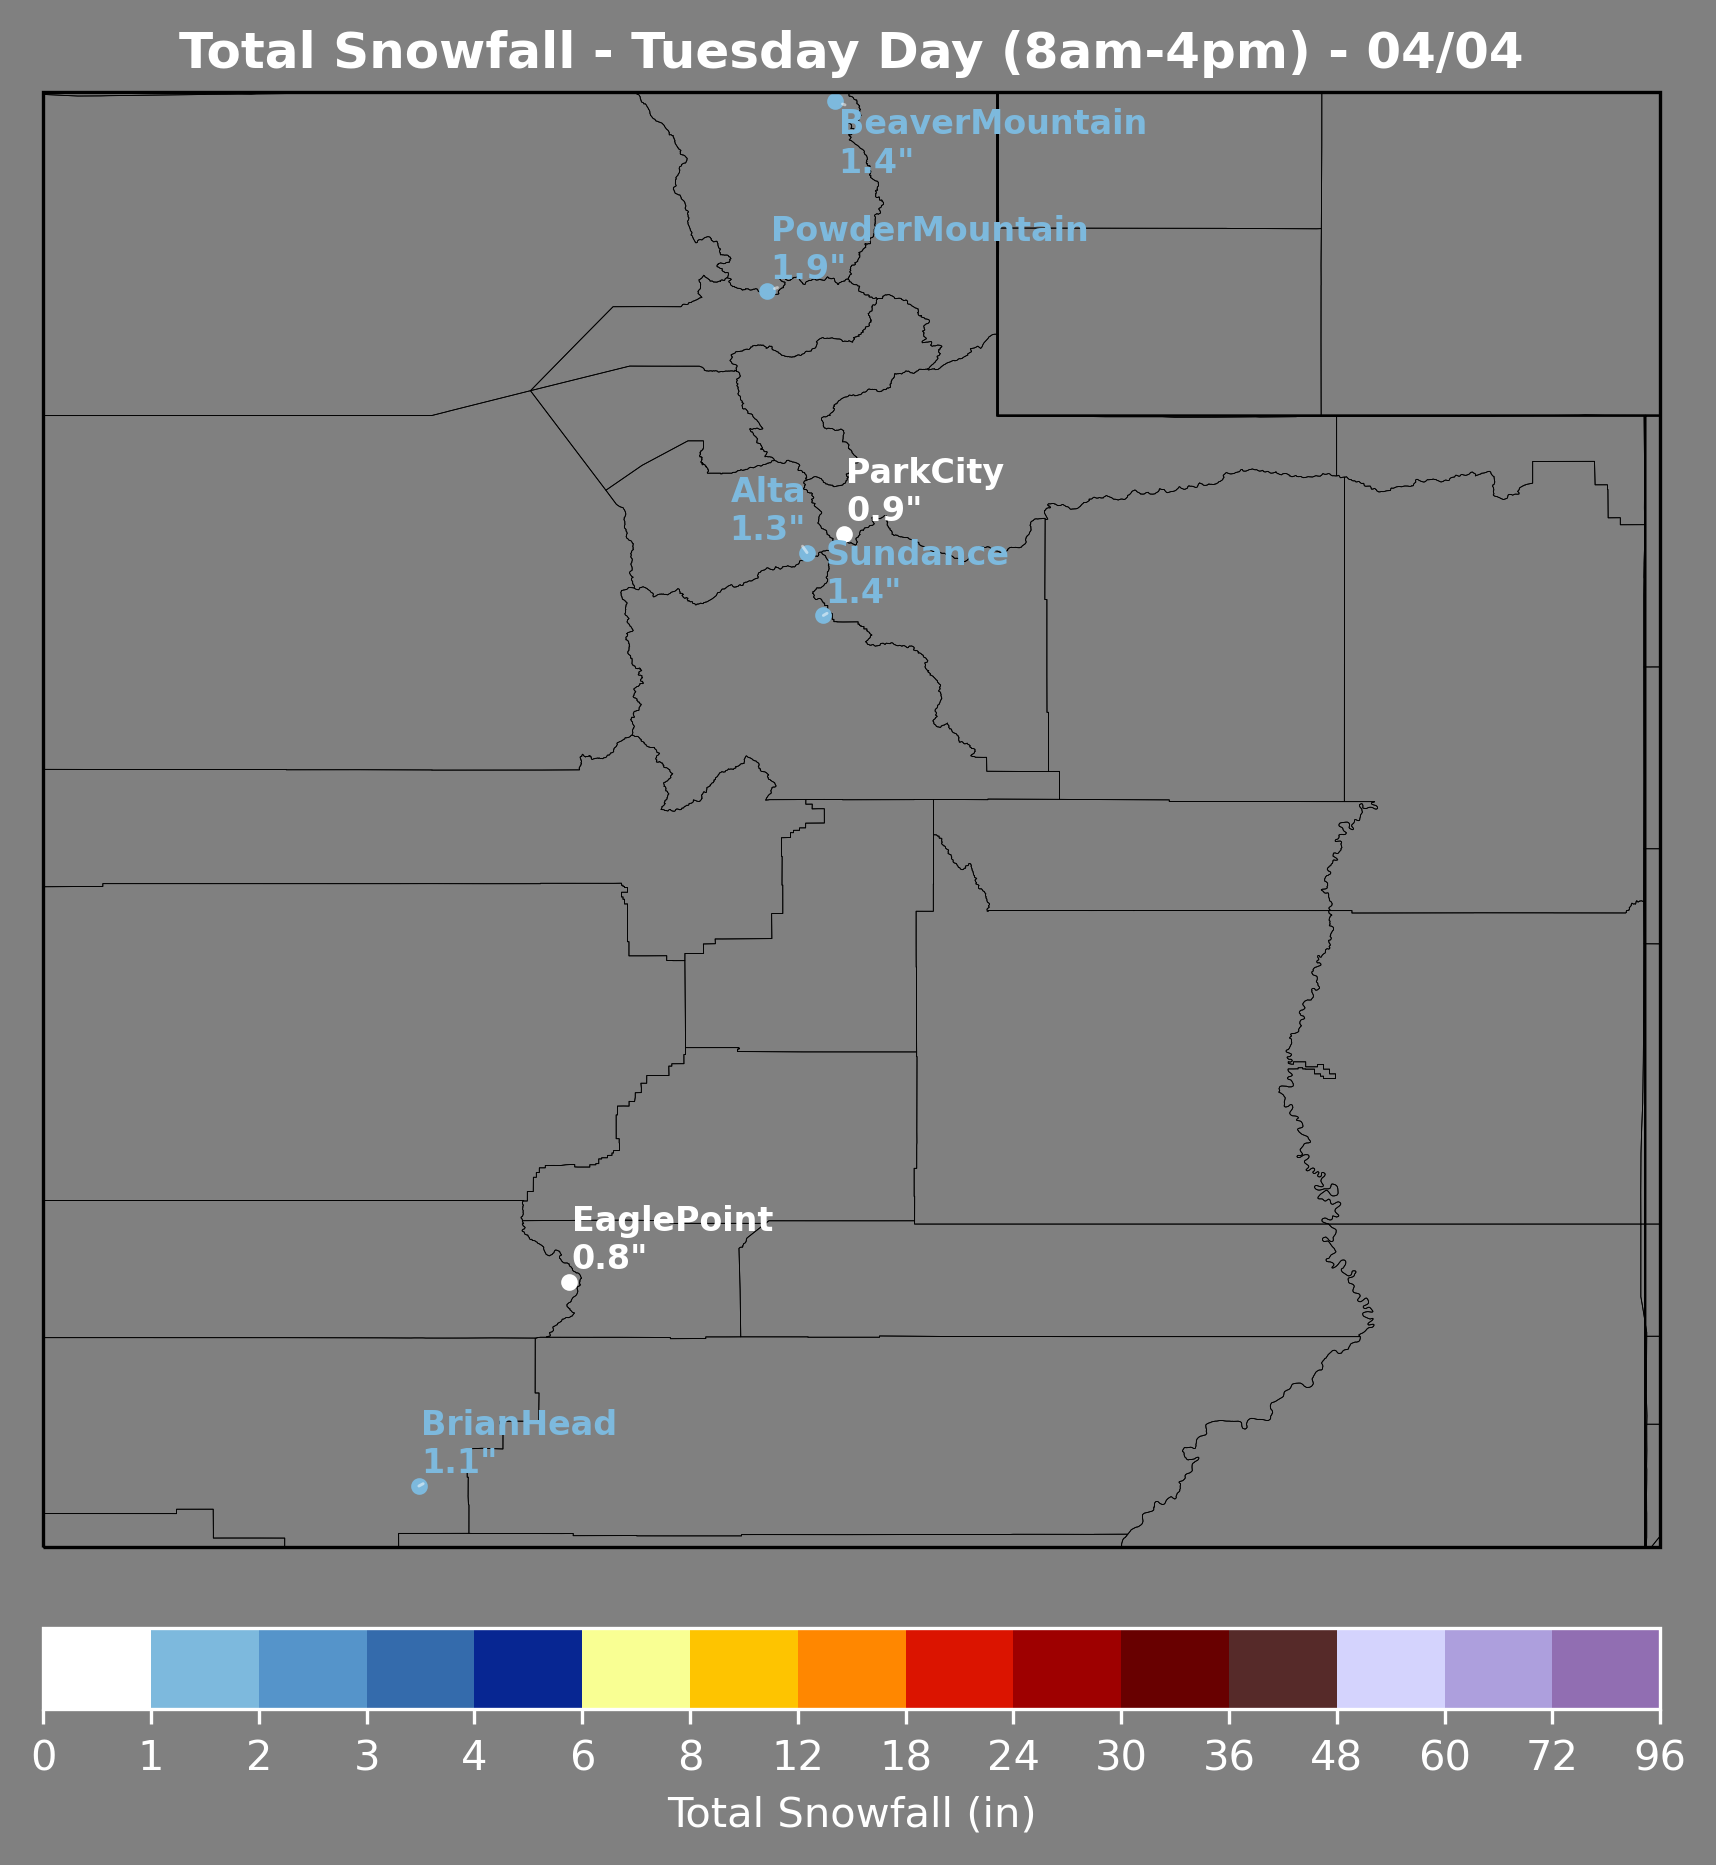 Total Snowfall - Tuesday Day (8am-4pm) - 04/04
BeaverMountain
1.4"
PowderMountain
1.9"
ParkCity
0.9"
Alta
1.3"
Sundance
1.4"
EaglePoint
0.8"
BrianHead
1.1"
0 1 2 3 4 6 8 12 18 24 30 36 48 60 72 96
Total Snowfall (in)